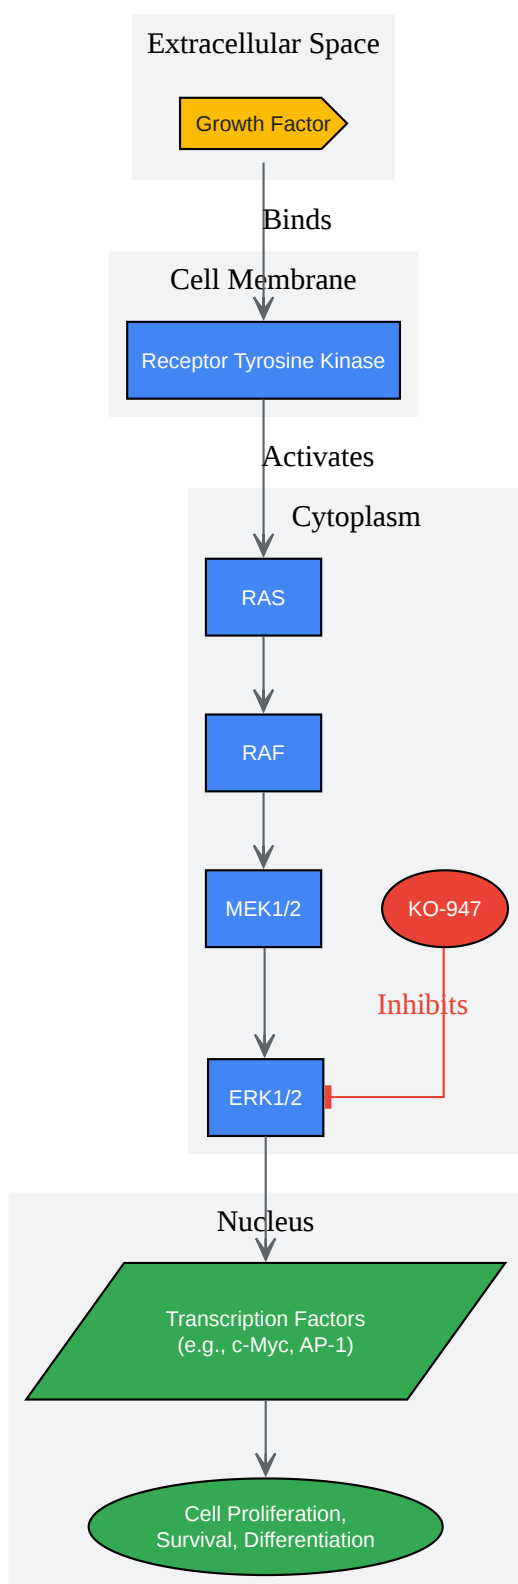 Extracellular Space
Growth Factor
Binds
Cell Membrane
Receptor Tyrosine Kinase
Activates
Cytoplasm
RAS
RAF
MEK1/2
KO-947
Inhibits
ERK1/2
Nucleus
Transcription Factors
(e.g., c-Myc, AP-1)
Cell Proliferation,
Survival, Differentiation